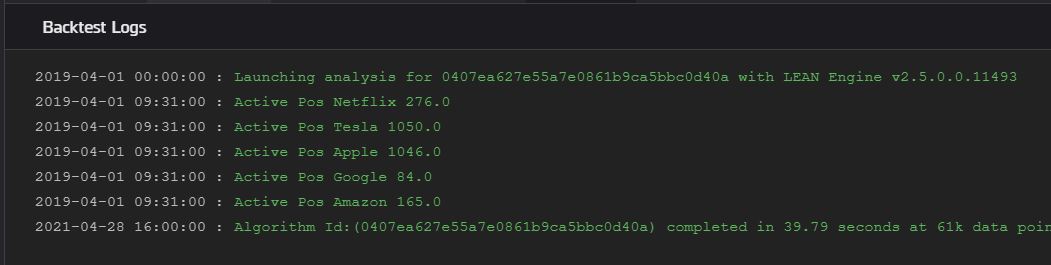 Backtest Logs
2019-04-01 00:00:00 : Launching analysis for 0407ea627e55a7e0861b9ca5bbc0d40a with LEAN Engine v2.5.0.0.11493
2019-04-01 09:31:00 : Active Pos Netflix 276.0
2019-04-01 09:31:00 : Active Pos Tesla 1050.0
2019-04-01 09:31:00 : Active Pos Apple 1046.0
2019-04-01 09:31:00 : Active Pos Google 84.0
2019-04-01 09:31:00 : Active Pos Amazon 165.0
2021-04-28 16:00:00 : Algorithm Id:(0407ea627e55a7e0861b9ca5bbc0d40a) completed in 39.79 seconds at 61k data